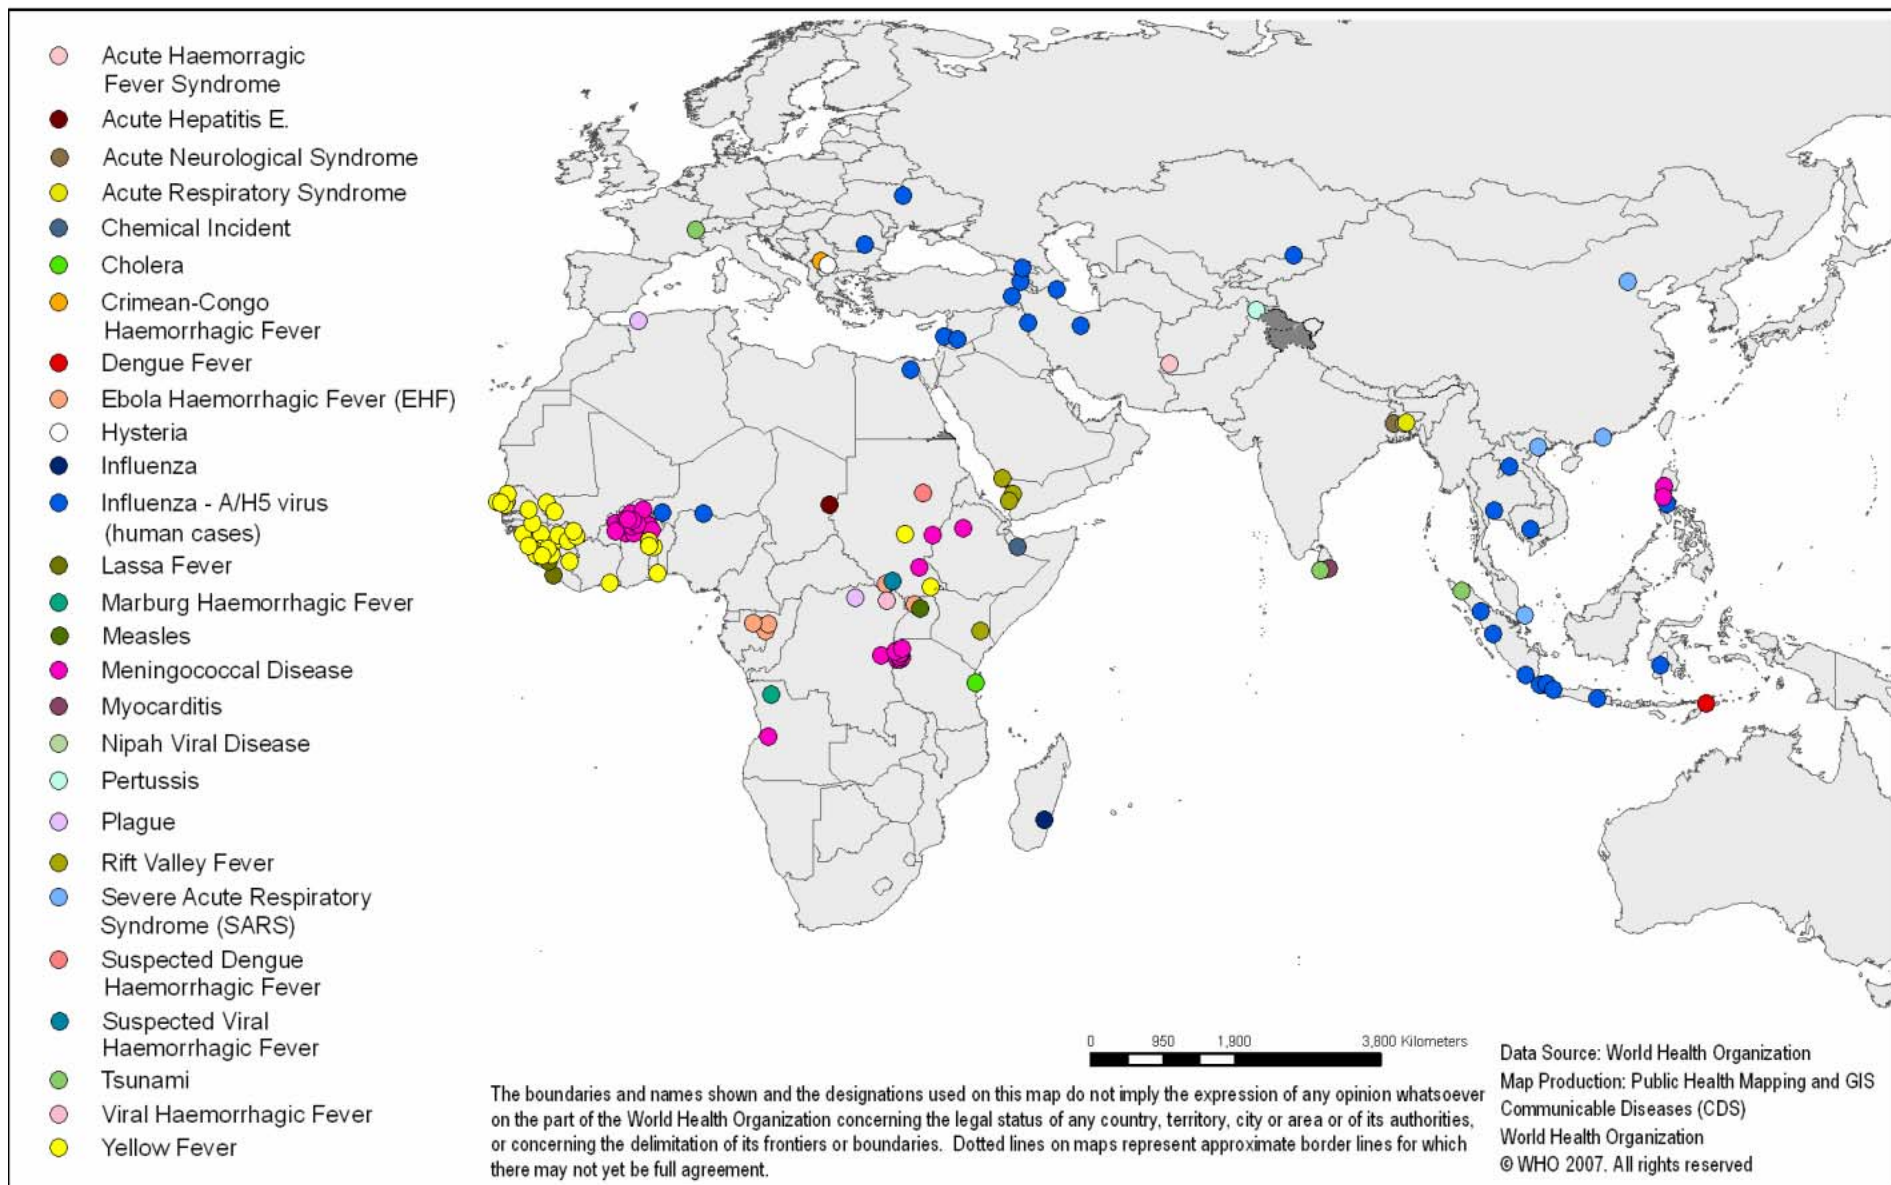 Acute Haemorragic
Fever Syndrome
Acute Hepatitis E.
Acute Neurological Syndrome
Acute Respiratory Syndrome
Chemical Incident
Cholera
Crimean-Congo
Haemorrhagic Fever
Dengue Fever
Ebola Haemorrhagic Fever (EHF)
Hysteria
Influenza
Influenza - A/H5 virus
(human cases)
Lassa Fever
Marburg Haemorrhagic Fever
Measles
Meningococcal Disease
Myocarditis
Nipah Viral Disease
Pertussis
Plague
Rift Valley Fever
Severe Acute Respiratory
Syndrome (SARS)
Suspected Dengue
Haemorrhagic Fever
Suspected Viral
Haemorrhagic Fever
Tsunami
Viral Haemorrhagic Fever
Yellow Fever
0 950 1,900 3,800 Kilometers
The boundaries and names shown and the designations used on this map do not imply the expression of any opinion whatsoever
on the part of the World Health Organization concerning the legal status of any country, territory, city or area or of its authorities,
or concerning the delimitation of its frontiers or boundaries. Dotted lines on maps represent approximate border lines for which
there may not yet be full agreement.
Data Source: World Health Organization
Map Production: Public Health Mapping and GIS
Communicable Diseases (CDS)
World Health Organization
© WHO 2007. All rights reserved